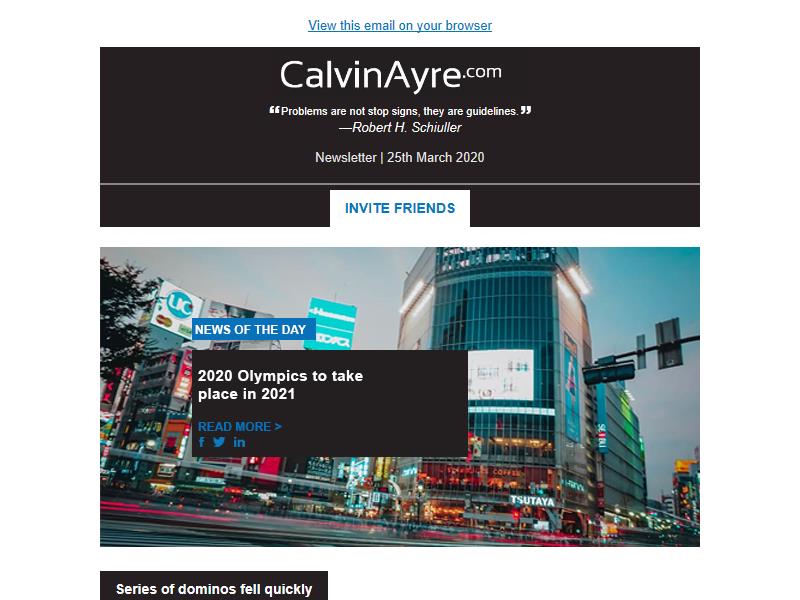 View this email on your browser
CalvinAyre.com
“Problems are not stop signs, they are guidelines.”
—Robert H. Schiuller
Newsletter | 25th March 2020
INVITE FRIENDS
UC
NEWS OF THE DAY
2020 Olympics to take
place in 2021
READ MORE >
TSUTAYA
Series of dominos fell quickly